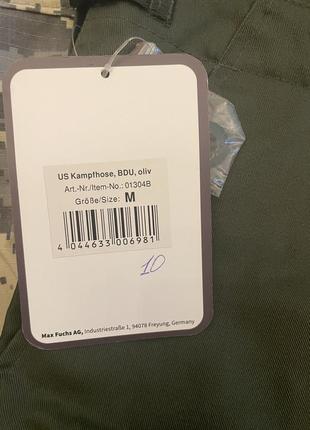 US Kampfhose, BDU, oliv
Art.-Nr./Item-No.: 01304B
Größe/Size: M
4 044633 006981
10
Max Fuchs AG, Industriestraße 1, 94078 Freyung, Germany